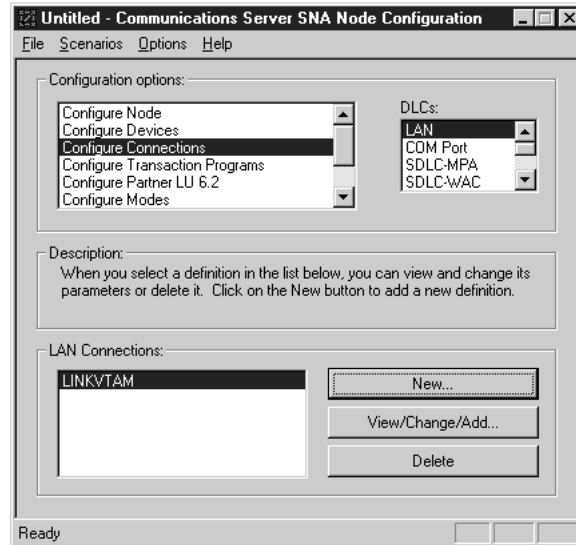 Untitled - Communications Server SNA Node Configuration
File Scenarios Options Help
Configuration options:
Configure Node
Configure Devices
Configure Connections
Configure Transaction Programs
Configure Partner LU 6.2
Configure Modes
DLCs:
LAN
COM Port
SDLC-MPA
SDLC-WAC
Description:
When you select a definition in the list below, you can view and change its
parameters or delete it. Click on the New button to add a new definition.
LAN Connections:
LINKVTAM
New...
View/Change/Add...
Delete
Ready